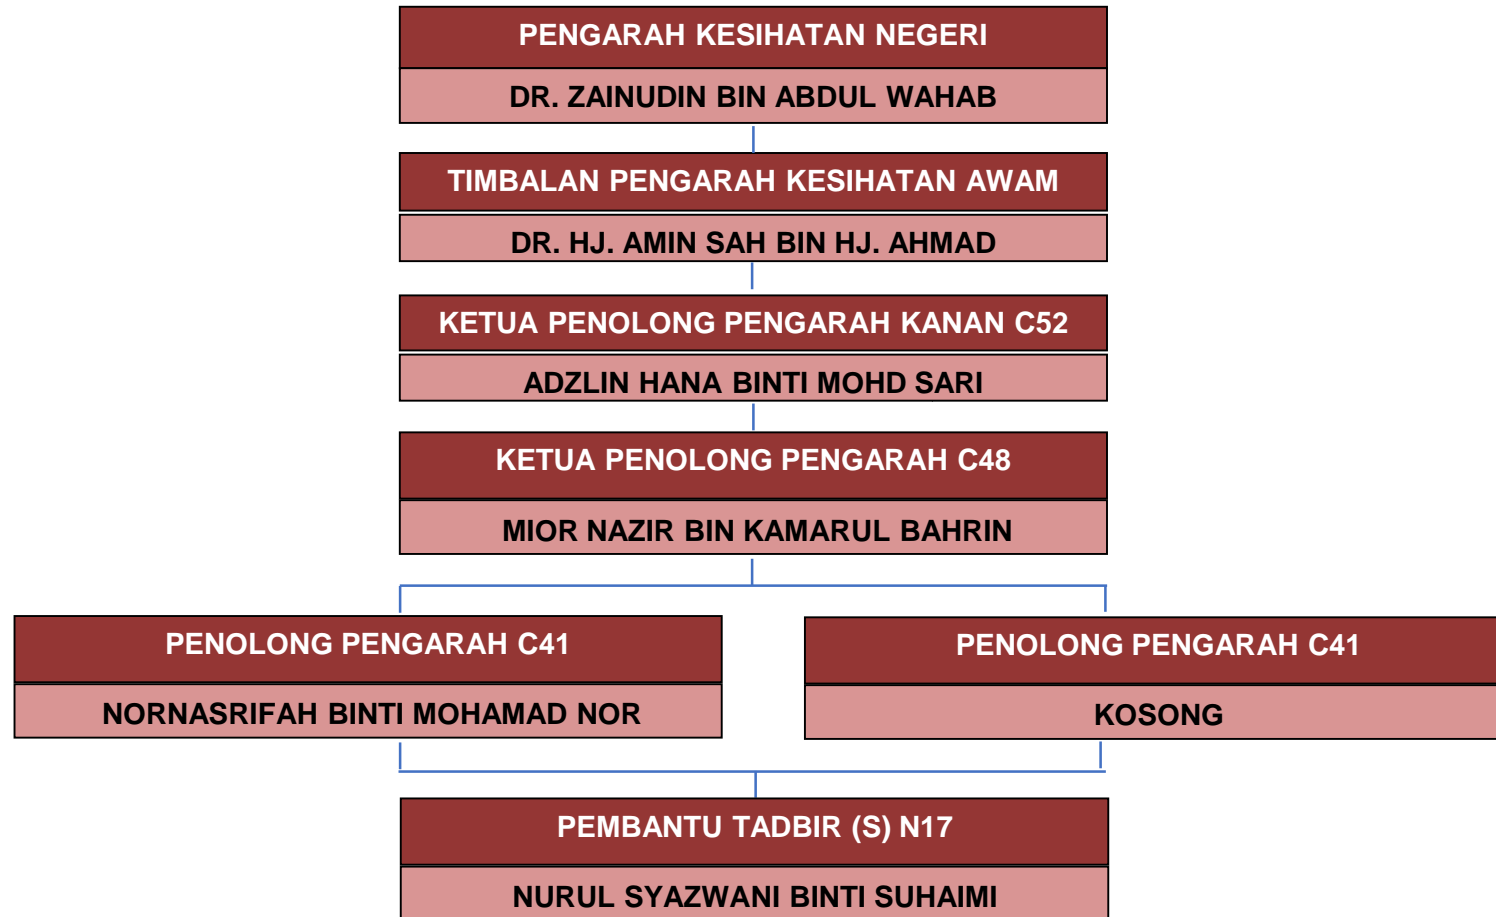 PENGARAH KESIHATAN NEGERI
DR. ZAINUDIN BIN ABDUL WAHAB
TIMBALAN PENGARAH KESIHATAN AWAM
DR. HJ. AMIN SAH BIN HJ. AHMAD
KETUA PENOLONG PENGARAH KANAN C52
ADZLIN HANA BINTI MOHD SARI
KETUA PENOLONG PENGARAH C48
MIOR NAZIR BIN KAMARUL BAHRIN
PENOLONG PENGARAH C41
NORNASRIFAH BINTI MOHAMAD NOR
PENOLONG PENGARAH C41
KOSONG
PEMBANTU TADBIR (S) N17
NURUL SYAZWANI BINTI SUHAIMI